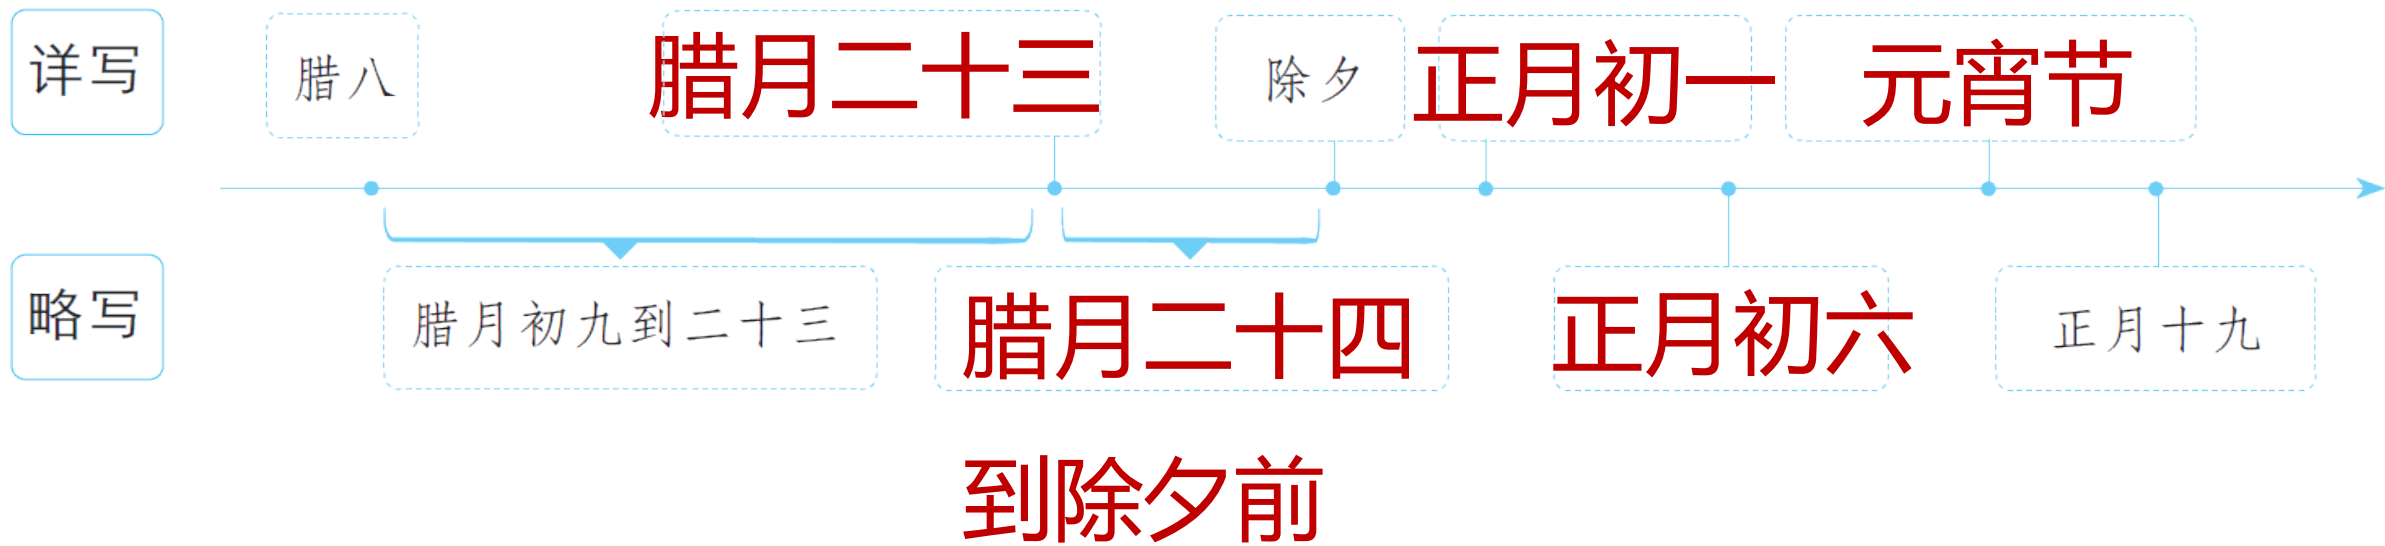 详写 腊八 腊月二十三 除夕 正月初一 元宵节
略写 腊月初九到二十三 腊月二十四 正月初六 正月十九
到除夕前